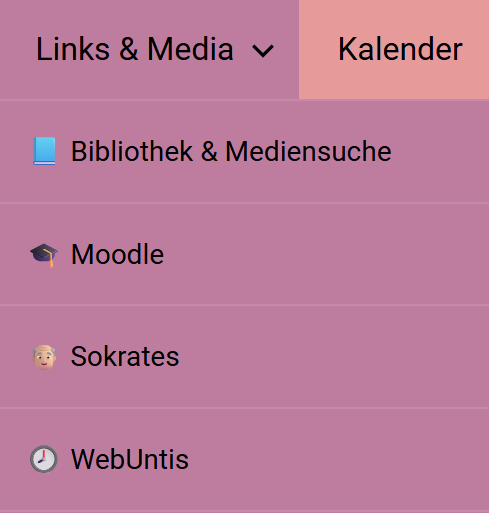 Links & Media
Kalender
Bibliothek & Mediensuche
Moodle
Sokrates
WebUntis